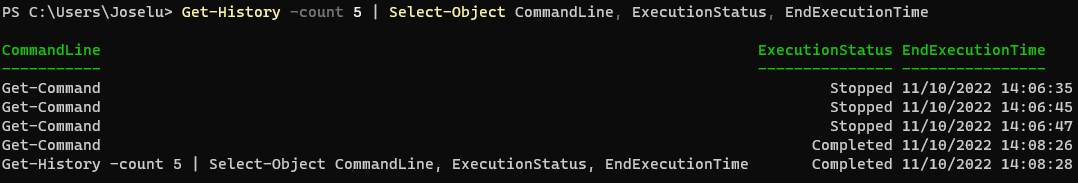 PS C:\Users\Joselu> Get-History -count 5 | Select-Object CommandLine, ExecutionStatus, EndExecutionTime
CommandLine ExecutionStatus EndExecutionTime
----------- --------------- ----------------
Get-Command Stopped 11/10/2022 14:06:35
Get-Command Stopped 11/10/2022 14:06:45
Get-Command Stopped 11/10/2022 14:06:47
Get-Command Completed 11/10/2022 14:08:26
Get-History -count 5 | Select-Object CommandLine, ExecutionStatus, EndExecutionTime Completed 11/10/2022 14:08:28